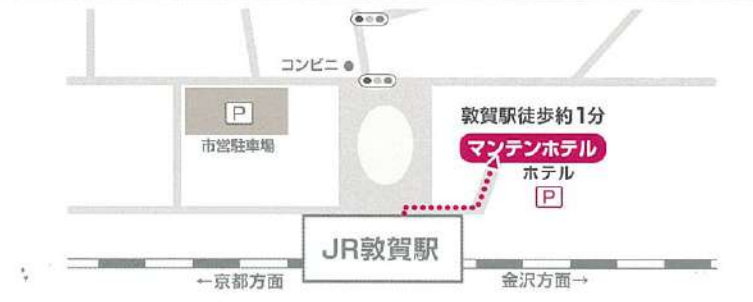 コンビニ
P
市営駐車場
敦賀駅徒歩約1分
マンテンホテル
ホテル
P
JR敦賀駅
←京都方面
金沢方面→